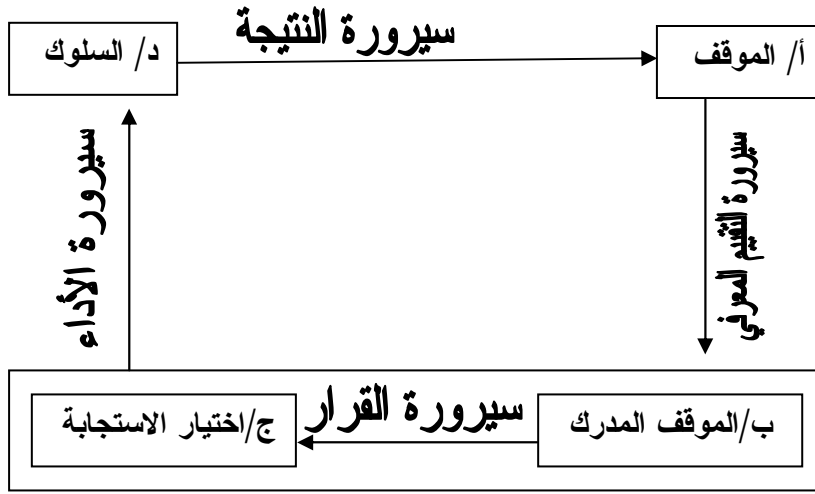 سيرورة النتيجة
أ/ الموقف
د/ السلوك
سيرورة التقييم المعرفي
سيرورة الأداء
سيرورة القرار
ب/الموقف المدرك
ج/اختيار الاستجابة